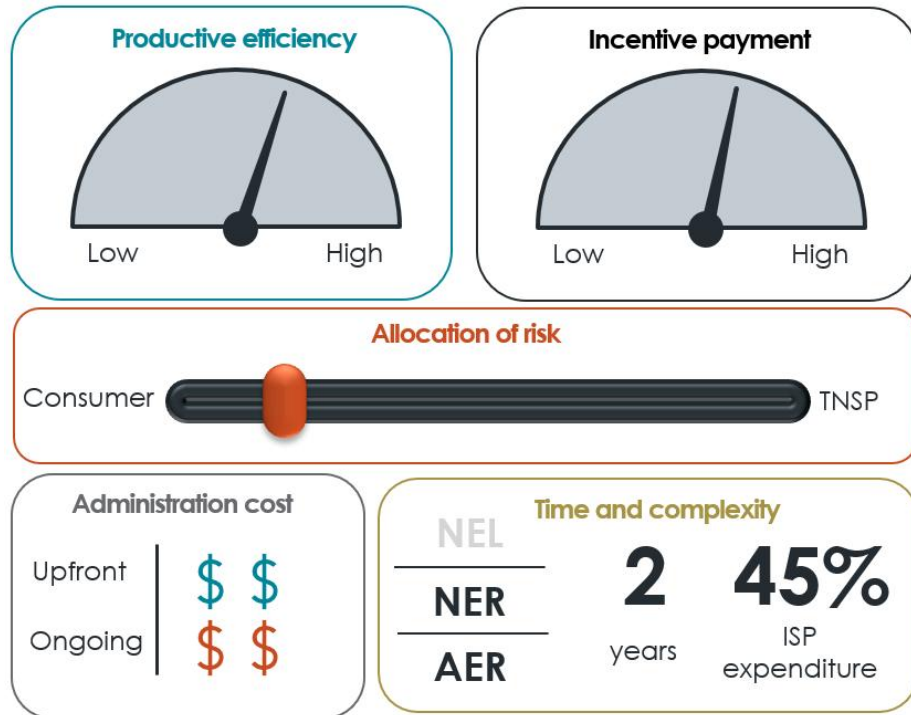 Productive efficiency
Low
High
Incentive payment
Low
High
Allocation of risk
Consumer
TNSP
Administration cost
Upfront
$ $
Ongoing
$ $
Time and complexity
NEL
NER
AER
2
years
45%
ISP
expenditure